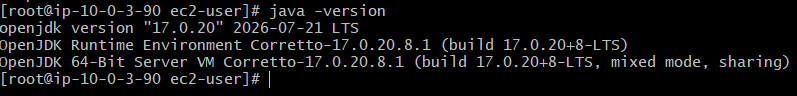 [root@ip-10-0-3-90 ec2-user]# java -version
openjdk version "17.0.20" 2026-07-21 LTS
OpenJDK Runtime Environment Corretto-17.0.20.8.1 (build 17.0.20+8-LTS)
OpenJDK 64-Bit Server VM Corretto-17.0.20.8.1 (build 17.0.20+8-LTS, mixed mode, sharing)
[root@ip-10-0-3-90 ec2-user]#